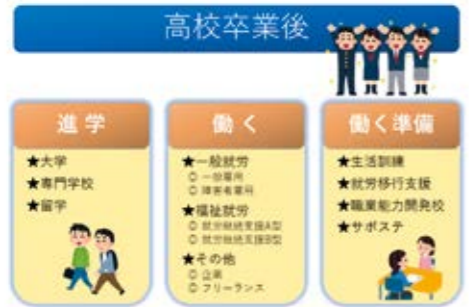 高校卒業後
進学
★大学
★専門学校
★留学
働く
★一般就労
◎ 一般雇用
◎ 障害者雇用
★福祉就労
◎ 就労継続支援A型
◎ 就労継続支援B型
★その他
◎ 企業
◎ フリーランス
働く準備
★生活訓練
★就労移行支援
★職業能力開発校
★サポステ